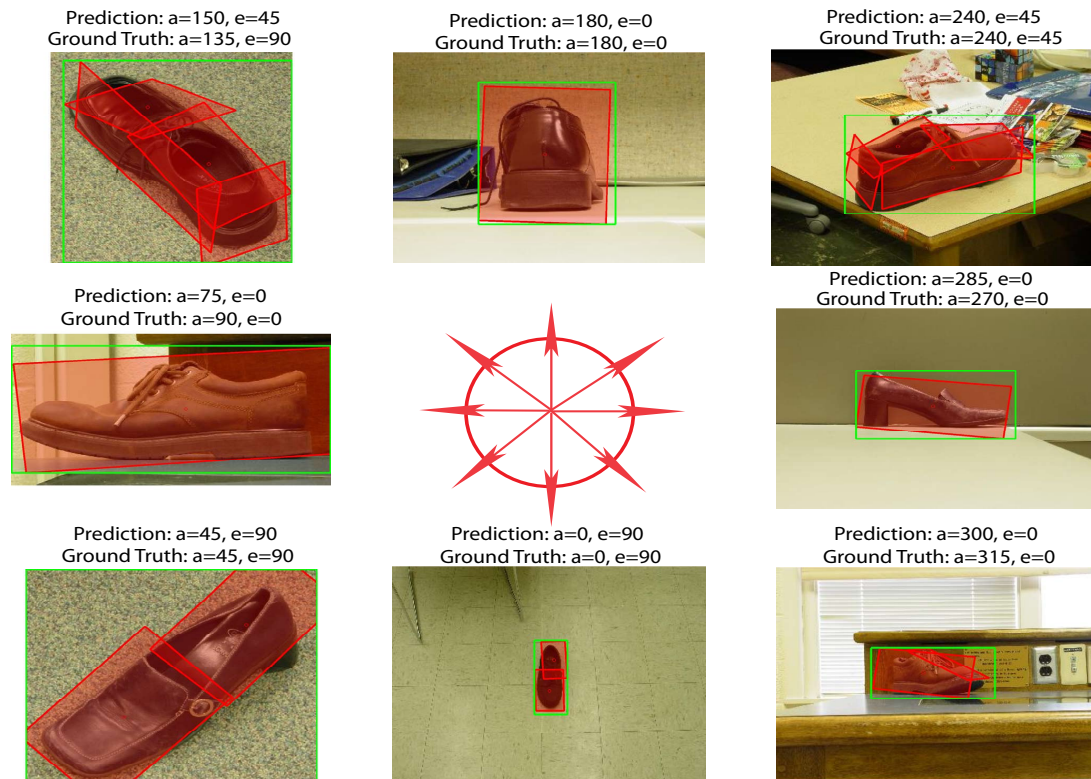 Prediction: a=150, e=45
Ground Truth: a=135, e=90
Prediction: a=180, e=0
Ground Truth: a=180, e=0
Prediction: a=240, e=45
Ground Truth: a=240, e=45
Prediction: a=75, e=0
Ground Truth: a=90, e=0
Prediction: a=285, e=0
Ground Truth: a=270, e=0
Prediction: a=45, e=90
Ground Truth: a=45, e=90
Prediction: a=0, e=90
Ground Truth: a=0, e=90
Prediction: a=300, e=0
Ground Truth: a=315, e=0